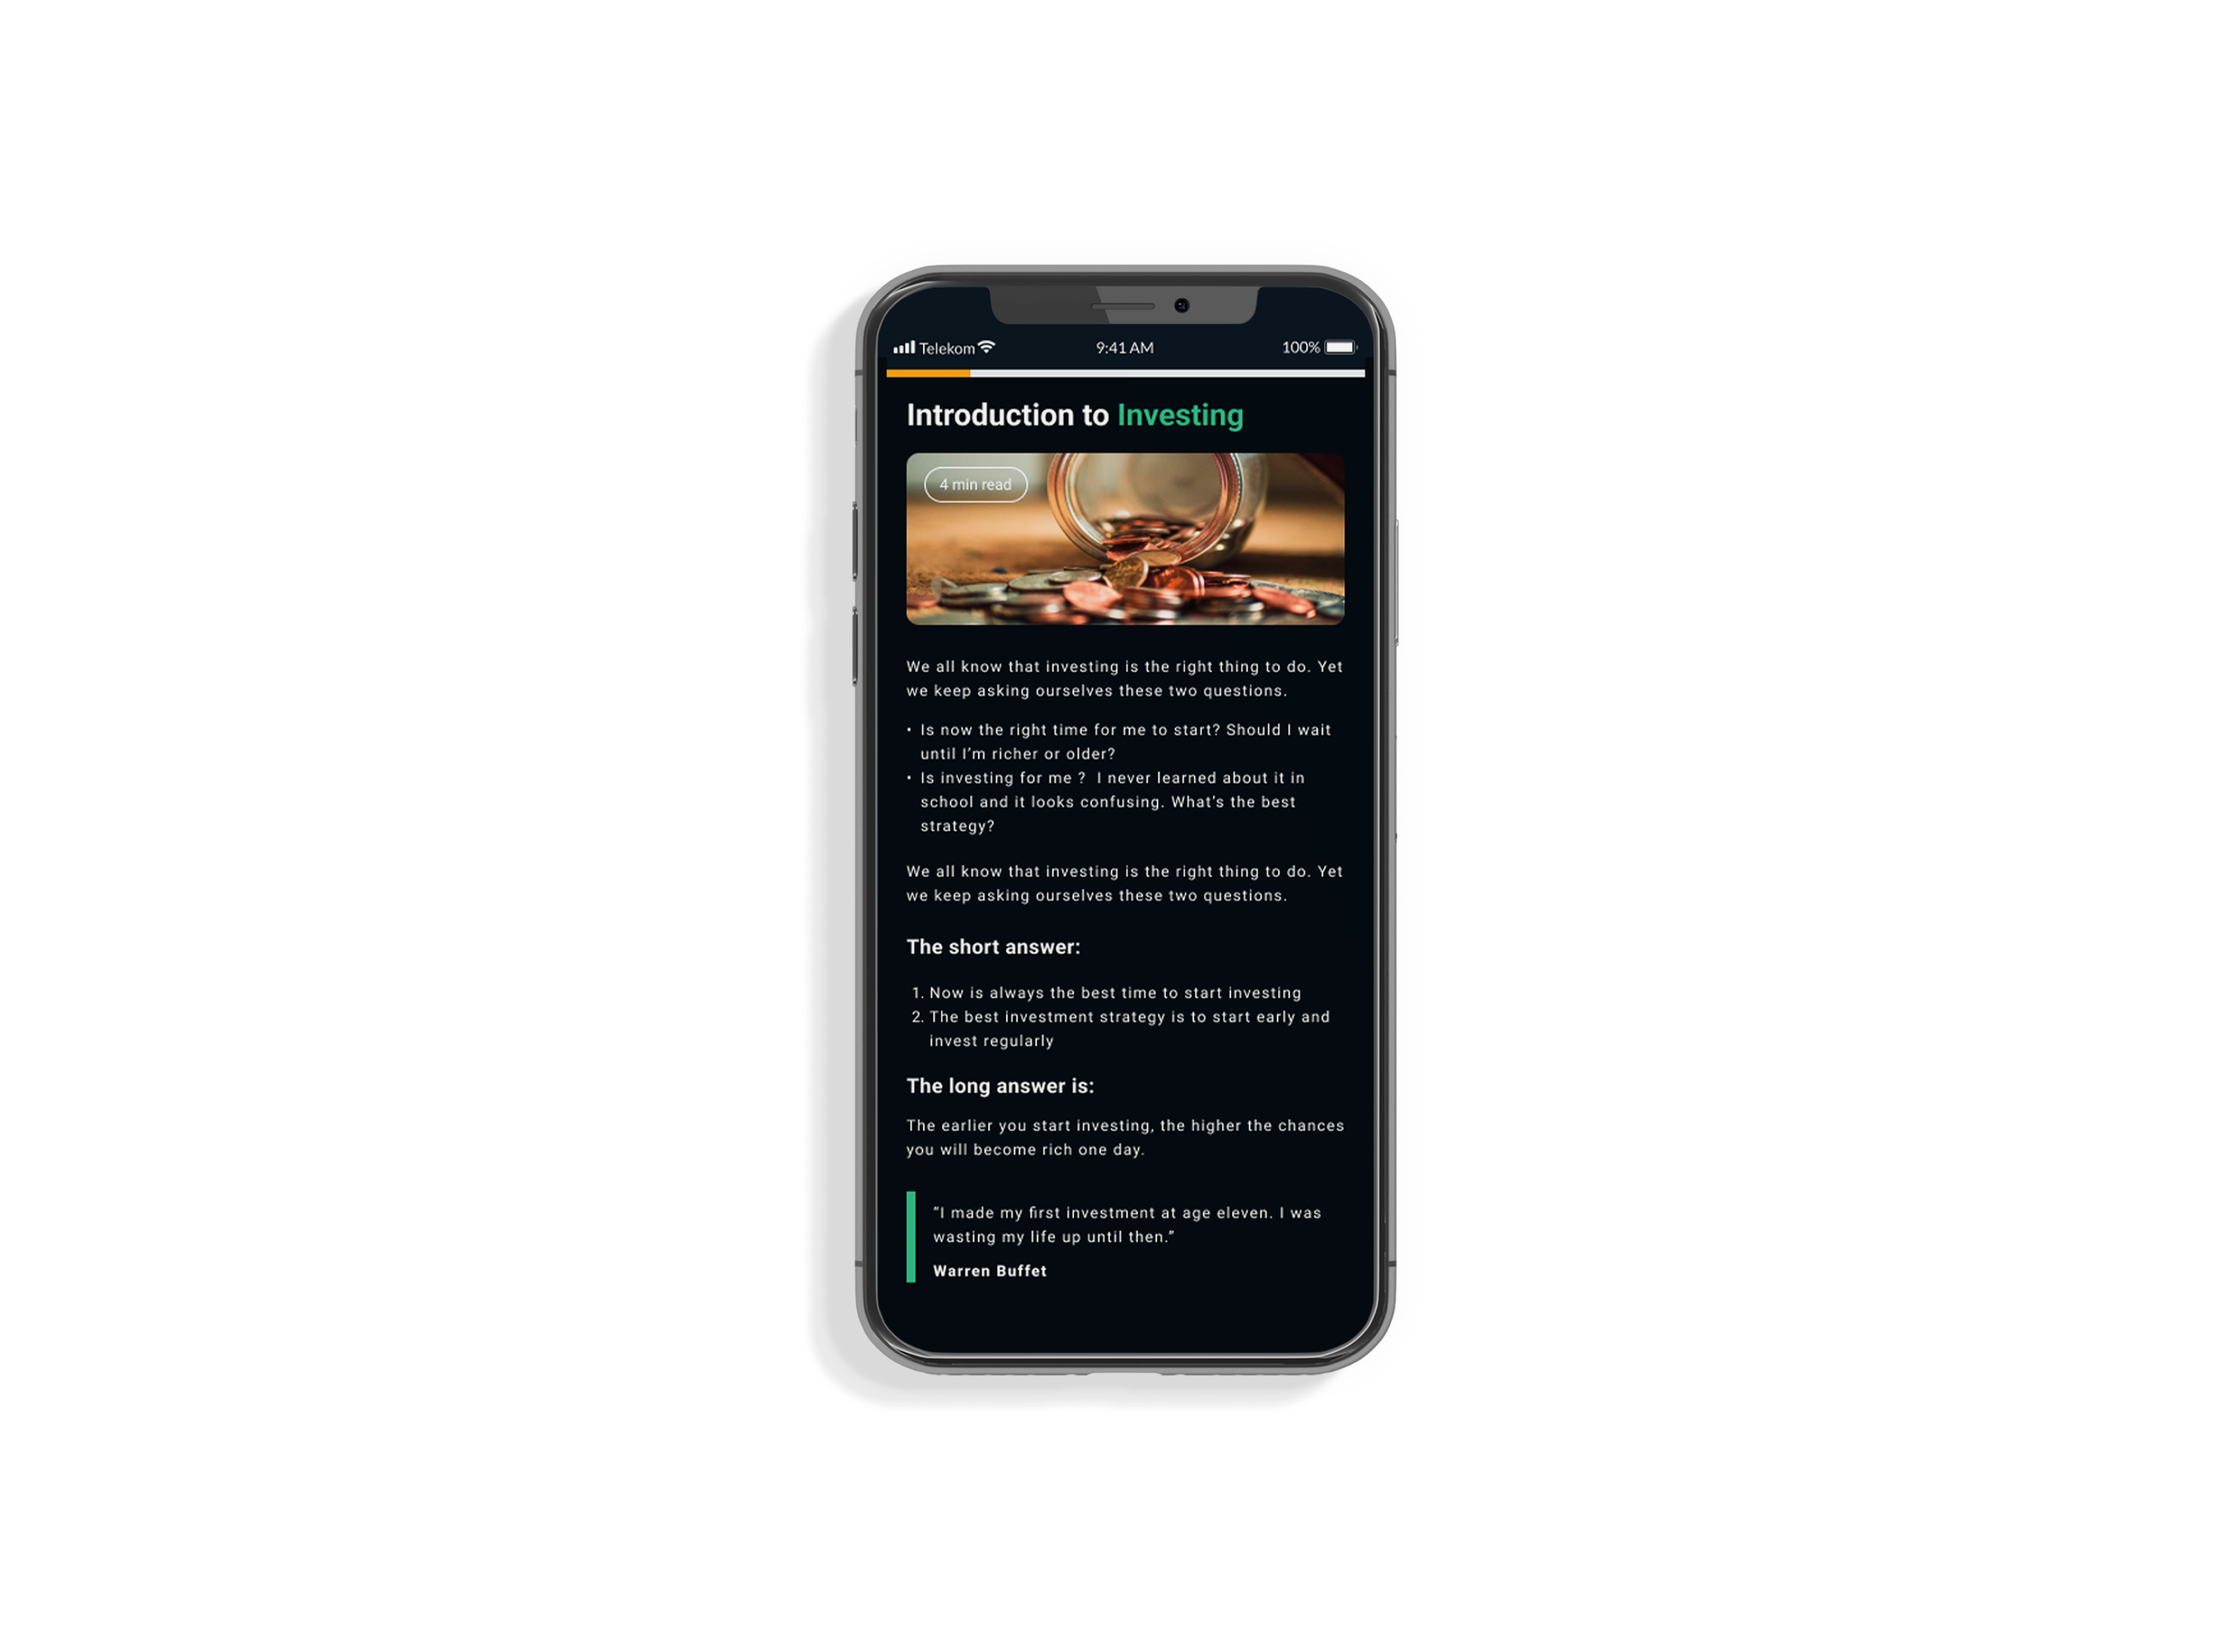 Telekom 9:41 AM 100%
Introduction to Investing
4 min read
We all know that investing is the right thing to do. Yet
we keep asking ourselves these two questions.
• Is now the right time for me to start? Should I wait
until I’m richer or older?
• Is investing for me ?  I never learned about it in
school and it looks confusing. What’s the best
strategy?
We all know that investing is the right thing to do. Yet
we keep asking ourselves these two questions.
The short answer:
1. Now is always the best time to start investing
2. The best investment strategy is to start early and
invest regularly
The long answer is:
The earlier you start investing, the higher the chances
you will become rich one day.
“I made my first investment at age eleven. I was
wasting my life up until then.”
Warren Buffet